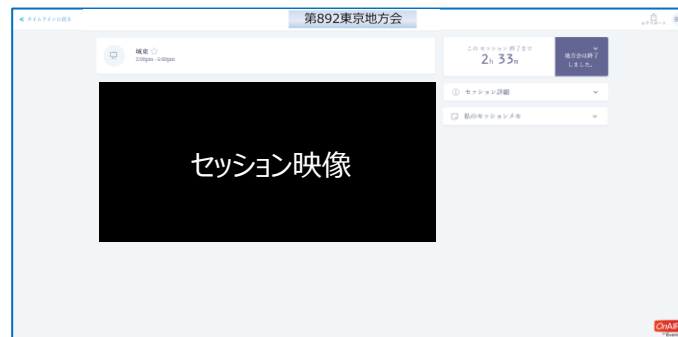 タイムラインに戻る
第892東京地方会
城東
2:00pm - 5:00pm
このセッション終了まで
2h 33m
地方会は終了
しました。
セッション詳細
私のセッションメモ
セッション映像
OnAIR